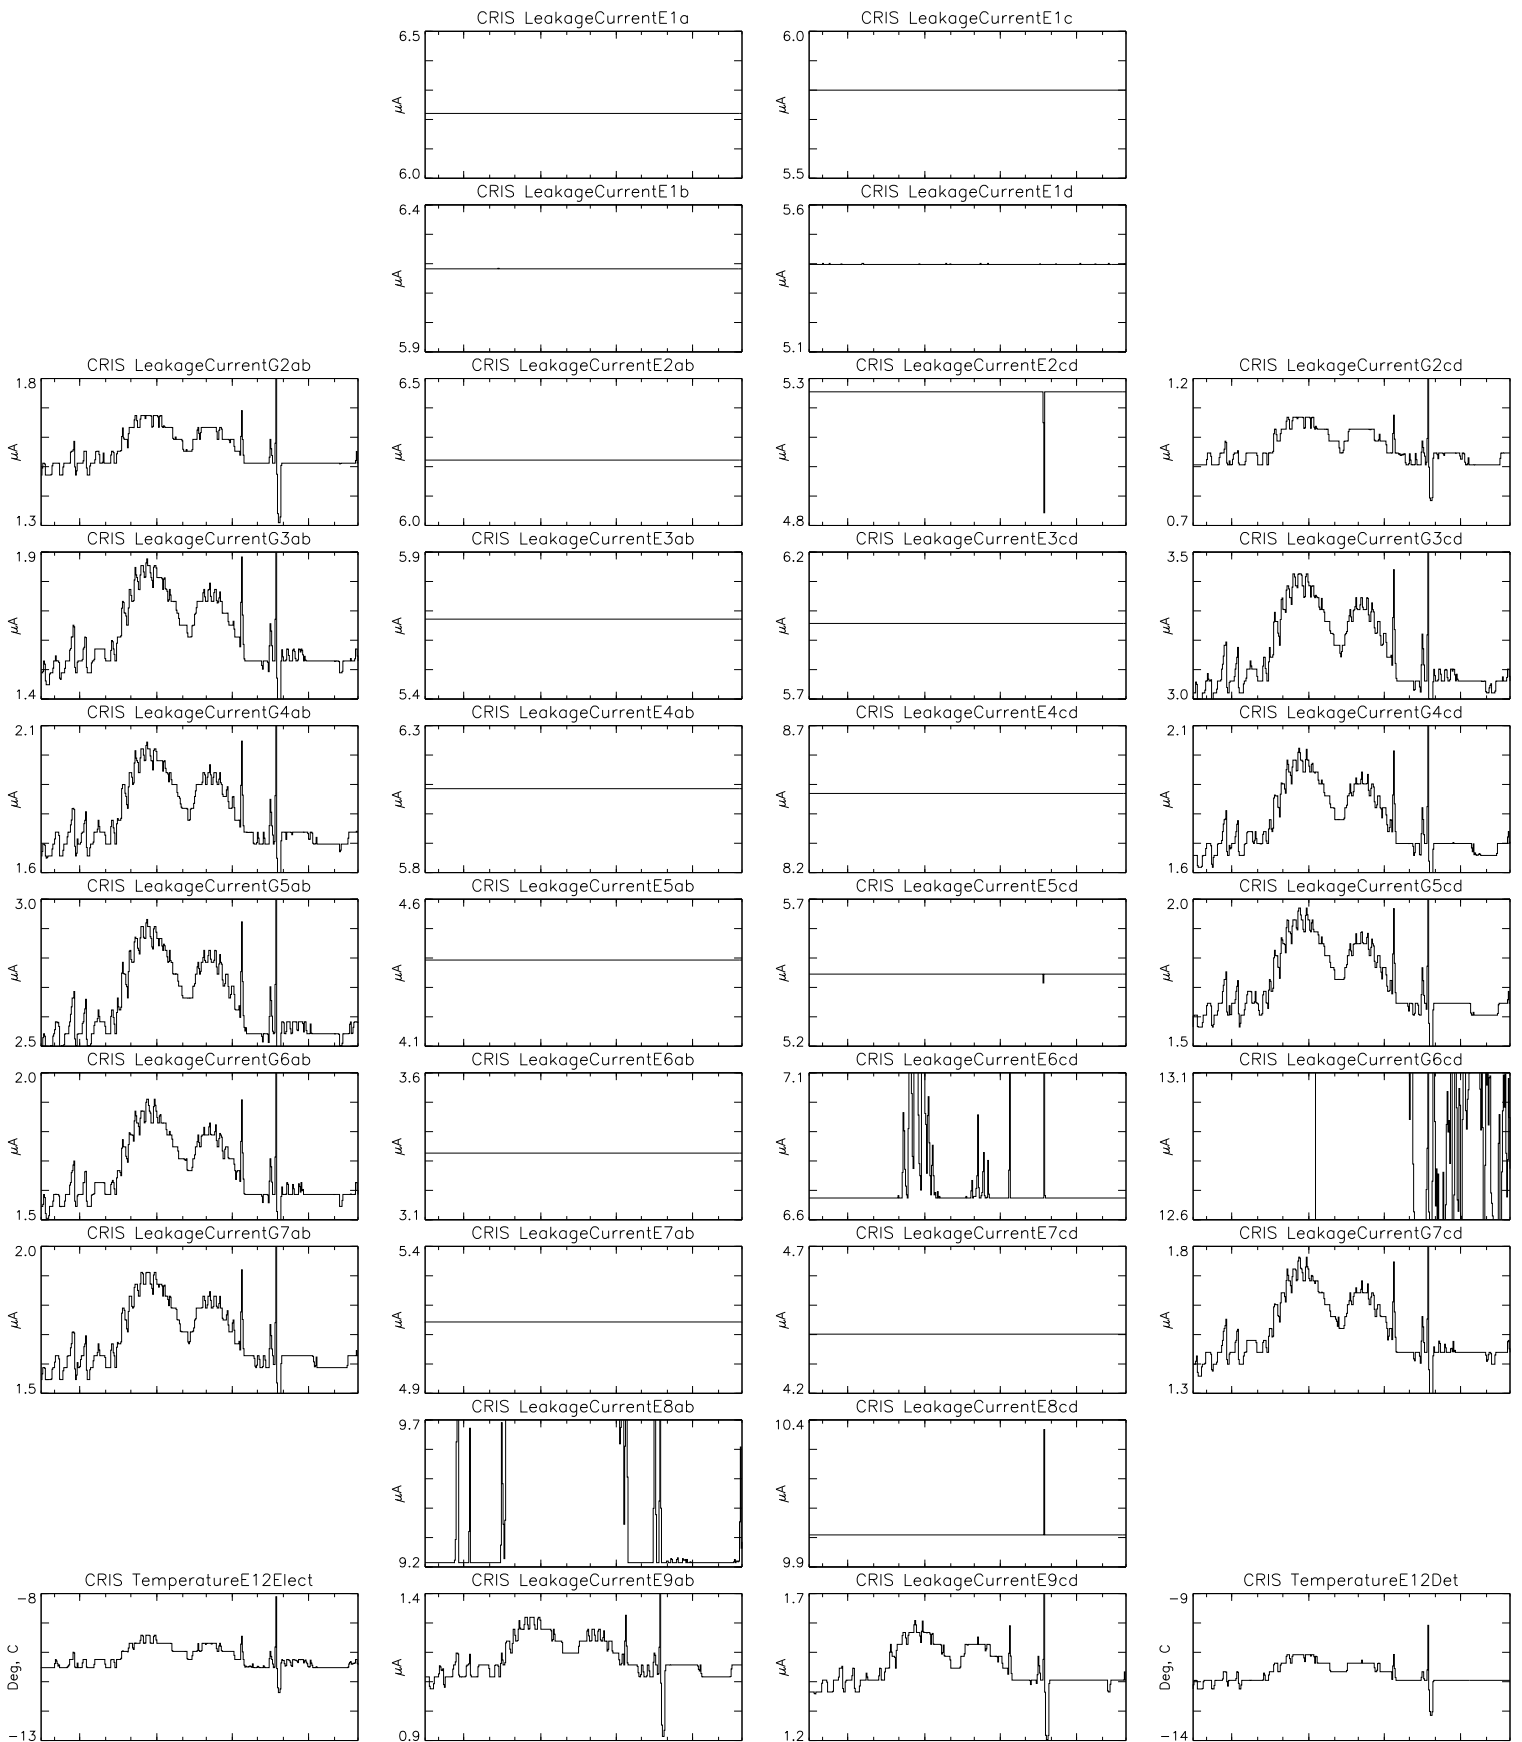 CRIS LeakageCurrentE1a
CRIS LeakageCurrentE1c
6.5
6.0
μA
6.0
5.5
μA
CRIS LeakageCurrentE1b
CRIS LeakageCurrentE1d
6.4
5.9
μA
5.6
5.1
μA
CRIS LeakageCurrentG2ab
CRIS LeakageCurrentE2ab
CRIS LeakageCurrentE2cd
CRIS LeakageCurrentG2cd
1.8
1.3
μA
6.5
6.0
μA
5.3
4.8
μA
1.2
0.7
μA
CRIS LeakageCurrentG3ab
CRIS LeakageCurrentE3ab
CRIS LeakageCurrentE3cd
CRIS LeakageCurrentG3cd
1.9
1.4
μA
5.9
5.4
μA
6.2
5.7
μA
3.5
3.0
μA
CRIS LeakageCurrentG4ab
CRIS LeakageCurrentE4ab
CRIS LeakageCurrentE4cd
CRIS LeakageCurrentG4cd
2.1
1.6
μA
6.3
5.8
μA
8.7
8.2
μA
2.1
1.6
μA
CRIS LeakageCurrentG5ab
CRIS LeakageCurrentE5ab
CRIS LeakageCurrentE5cd
CRIS LeakageCurrentG5cd
3.0
2.5
μA
4.6
4.1
μA
5.7
5.2
μA
2.0
1.5
μA
CRIS LeakageCurrentG6ab
CRIS LeakageCurrentE6ab
CRIS LeakageCurrentE6cd
CRIS LeakageCurrentG6cd
2.0
1.5
μA
3.6
3.1
μA
7.1
6.6
μA
13.1
12.6
μA
CRIS LeakageCurrentG7ab
CRIS LeakageCurrentE7ab
CRIS LeakageCurrentE7cd
CRIS LeakageCurrentG7cd
2.0
1.5
μA
5.4
4.9
μA
4.7
4.2
μA
1.8
1.3
μA
CRIS LeakageCurrentE8ab
CRIS LeakageCurrentE8cd
9.7
9.2
μA
10.4
9.9
μA
CRIS TemperatureE12Elect
CRIS LeakageCurrentE9ab
CRIS LeakageCurrentE9cd
CRIS TemperatureE12Det
-8
-13
Deg, C
1.4
0.9
μA
1.7
1.2
μA
-9
-14
Deg, C